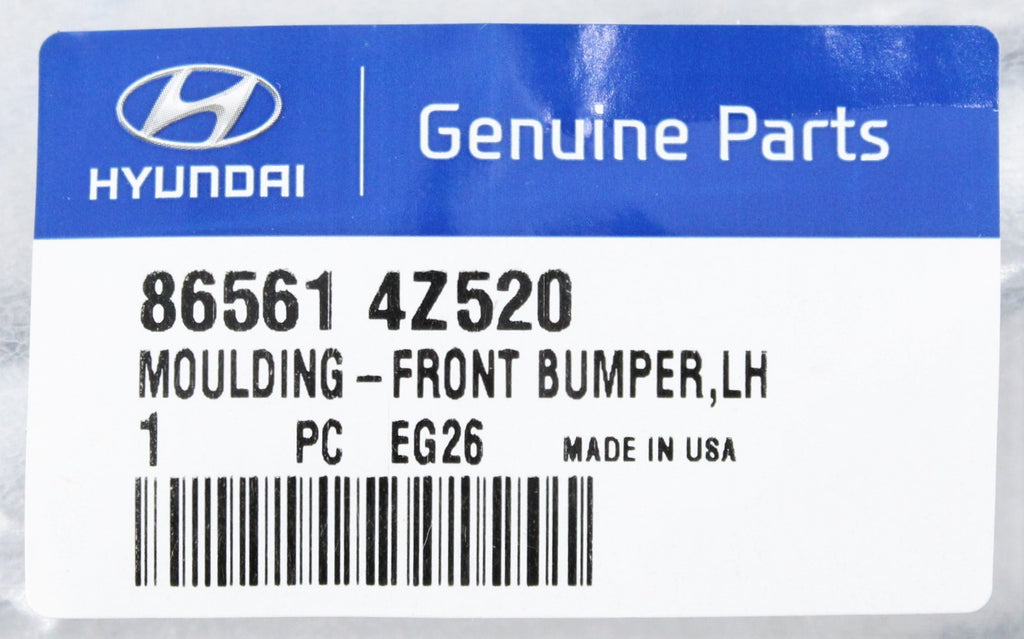 HYUNDAI
Genuine Parts
86561 4Z520
MOULDING-FRONT BUMPER,LH
1 PC EG26 MADE IN USA